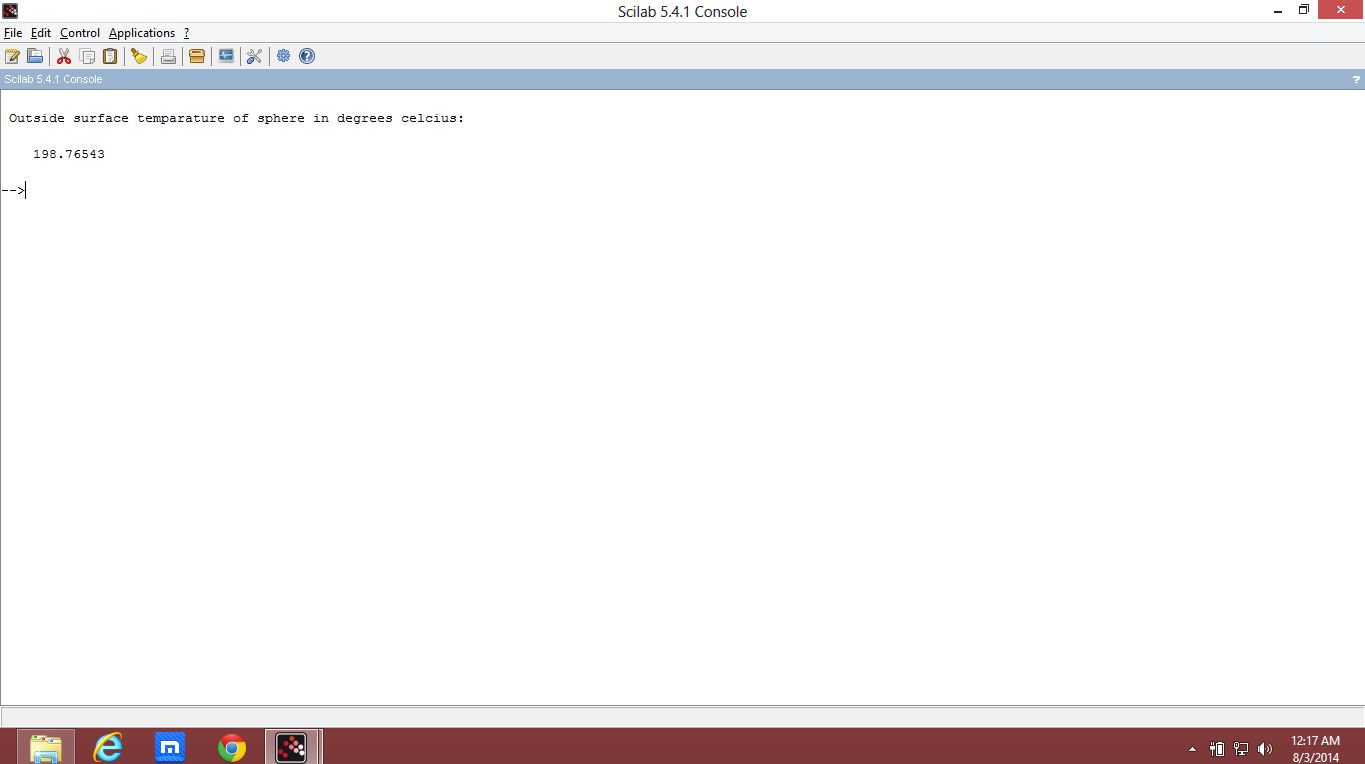 Scilab 5.4.1 Console
File Edit Control Applications ?
Scilab 5.4.1 Console ?
Outside surface temparature of sphere in degrees celcius:
198.76543
-->
12:17 AM
8/3/2014